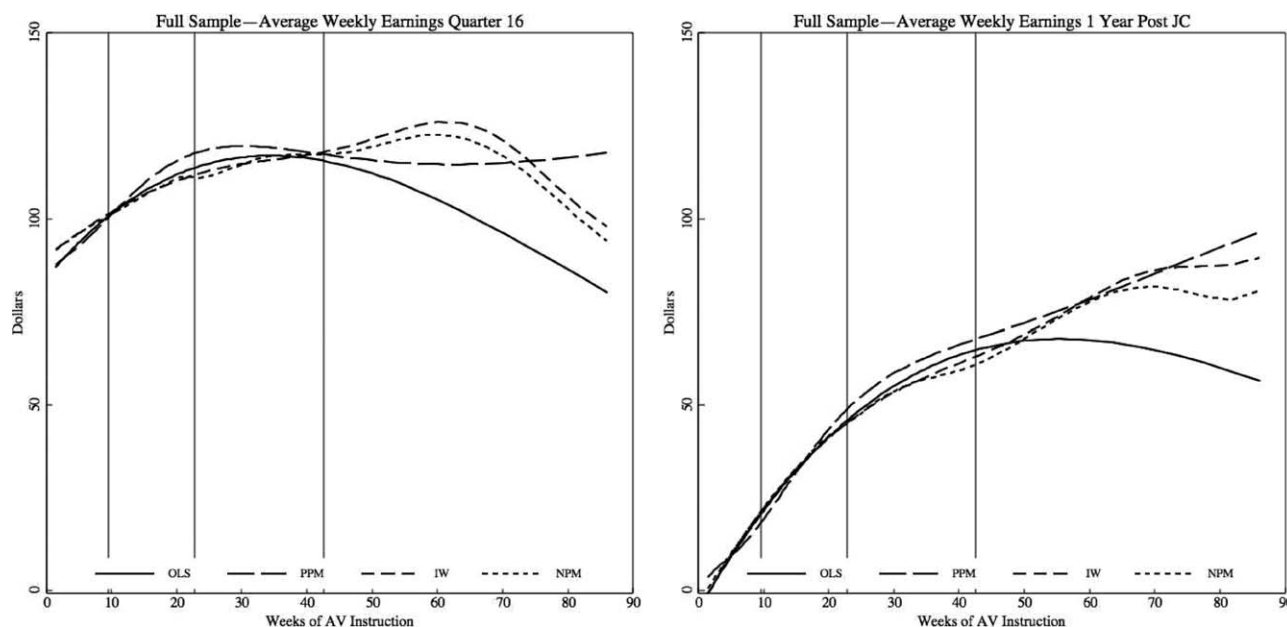 Full Sample—Average Weekly Earnings Quarter 16
150
100
50
0
Dollars
OLS PPM IW NPM
0 10 20 30 40 50 60 70 80 90
Weeks of AV Instruction
Full Sample—Average Weekly Earnings 1 Year Post JC
150
100
50
0
Dollars
OLS PPM IW NPM
0 10 20 30 40 50 60 70 80 90
Weeks of AV Instruction